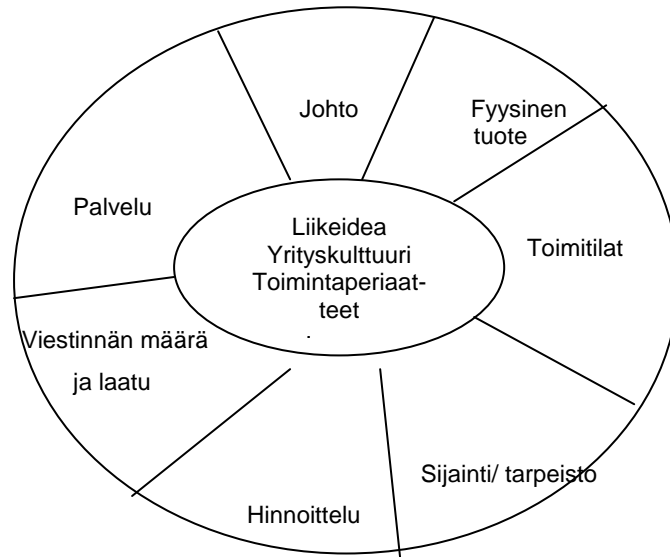 Johto
Fyysinen
tuote
Palvelu
Liikeidea
Yrityskulttuuri
Toimintaperiaat-
teet
.
Toimitilat
Viestinnän määrä
ja laatu
Sijainti/ tarpeisto
Hinnoittelu